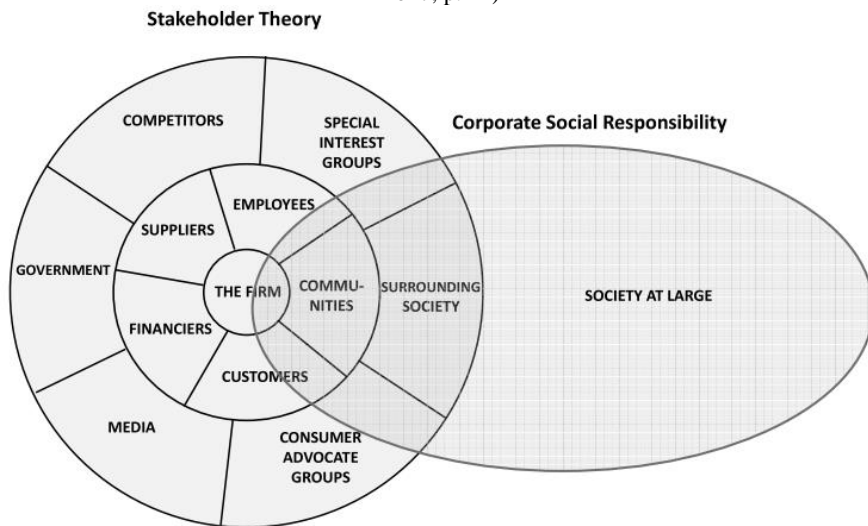 Stakeholder Theory
COMPETITORS
SPECIAL
INTEREST
GROUPS
Corporate Social Responsibility
EMPLOYEES
SUPPLIERS
GOVERNMENT
THE FIRM
COMMU-
NITIES
SURROUNDING
SOCIETY
SOCIETY AT LARGE
FINANCIERS
CUSTOMERS
MEDIA
CONSUMER
ADVOCATE
GROUPS